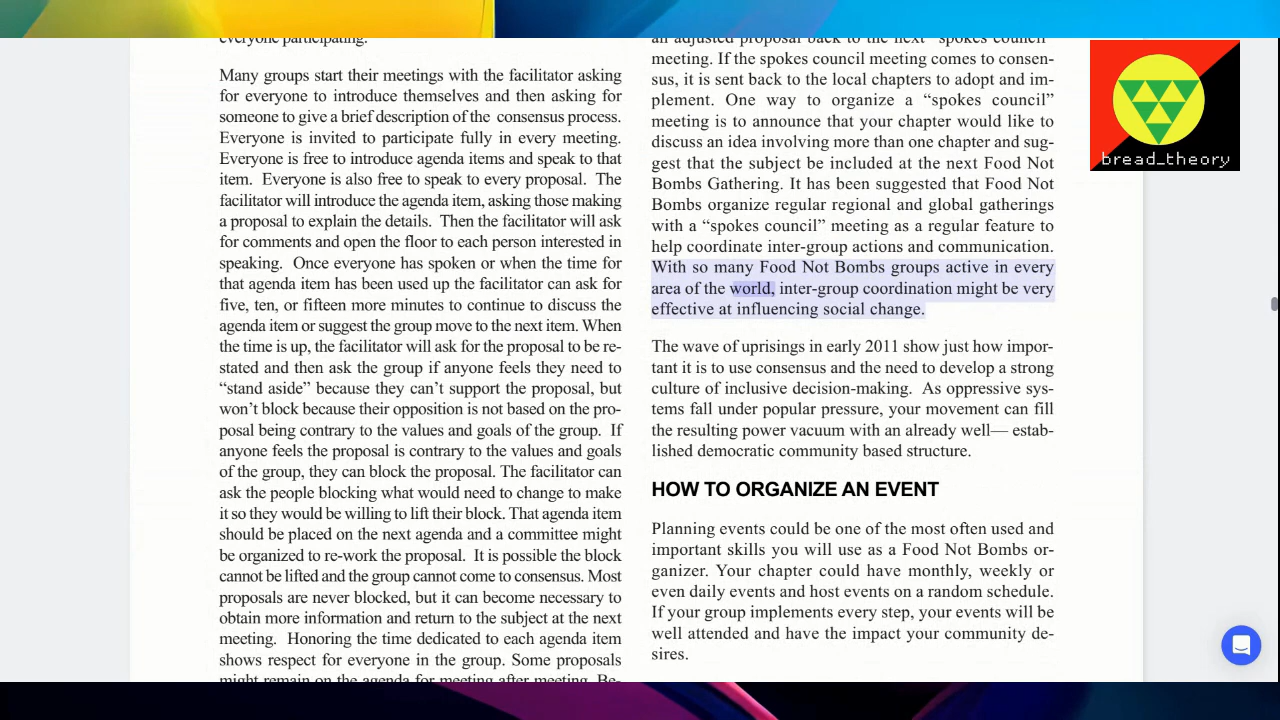 everyone participating.
Many groups start their meetings with the facilitator asking
for everyone to introduce themselves and then asking for
someone to give a brief description of the  consensus process.
Everyone is invited to participate fully in every meeting.
Everyone is free to introduce agenda items and speak to that
item.  Everyone is also free to speak to every proposal.  The
facilitator will introduce the agenda item, asking those making
a proposal to explain the details.  Then the facilitator will ask
for comments and open the floor to each person interested in
speaking.  Once everyone has spoken or when the time for
that agenda item has been used up the facilitator can ask for
five, ten, or fifteen more minutes to continue to discuss the
agenda item or suggest the group move to the next item. When
the time is up, the facilitator will ask for the proposal to be re-
stated and then ask the group if anyone feels they need to
“stand aside” because they can’t support the proposal, but
won’t block because their opposition is not based on the pro-
posal being contrary to the values and goals of the group.  If
anyone feels the proposal is contrary to the values and goals
of the group, they can block the proposal. The facilitator can
ask the people blocking what would need to change to make
it so they would be willing to lift their block. That agenda item
should be placed on the next agenda and a committee might
be organized to re-work the proposal.  It is possible the block
cannot be lifted and the group cannot come to consensus. Most
proposals are never blocked, but it can become necessary to
obtain more information and return to the subject at the next
meeting.  Honoring the time dedicated to each agenda item
shows respect for everyone in the group. Some proposals
might remain on the agenda for meeting after meeting. Be-
an adjusted proposal back to the next “spokes council”
meeting. If the spokes council meeting comes to consen-
sus, it is sent back to the local chapters to adopt and im-
plement. One way to organize a “spokes council”
meeting is to announce that your chapter would like to
discuss an idea involving more than one chapter and sug-
gest that the subject be included at the next Food Not
Bombs Gathering. It has been suggested that Food Not
Bombs organize regular regional and global gatherings
with a “spokes council” meeting as a regular feature to
help coordinate inter-group actions and communication.
With so many Food Not Bombs groups active in every
area of the world, inter-group coordination might be very
effective at influencing social change.
The wave of uprisings in early 2011 show just how impor-
tant it is to use consensus and the need to develop a strong
culture of inclusive decision-making.  As oppressive sys-
tems fall under popular pressure, your movement can fill
the resulting power vacuum with an already well— estab-
lished democratic community based structure.
HOW TO ORGANIZE AN EVENT
Planning events could be one of the most often used and
important skills you will use as a Food Not Bombs or-
ganizer. Your chapter could have monthly, weekly or
even daily events and host events on a random schedule.
If your group implements every step, your events will be
well attended and have the impact your community de-
sires.
bread_theory